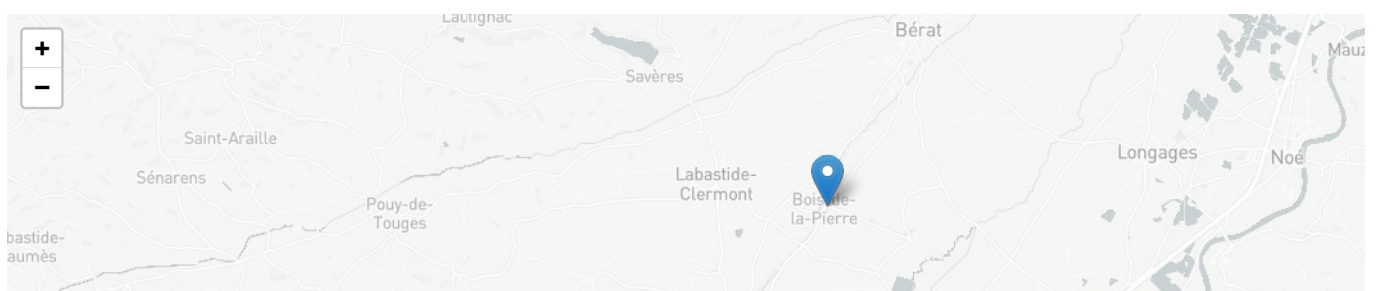 +
−
Lautignac
Bérat
Mauz
Savères
Saint-Araille
Longages
Noé
Labastide-
Clermont
Sénarens
Bois-de-
la-Pierre
Pouy-de-
Touges
bastide-
aumès